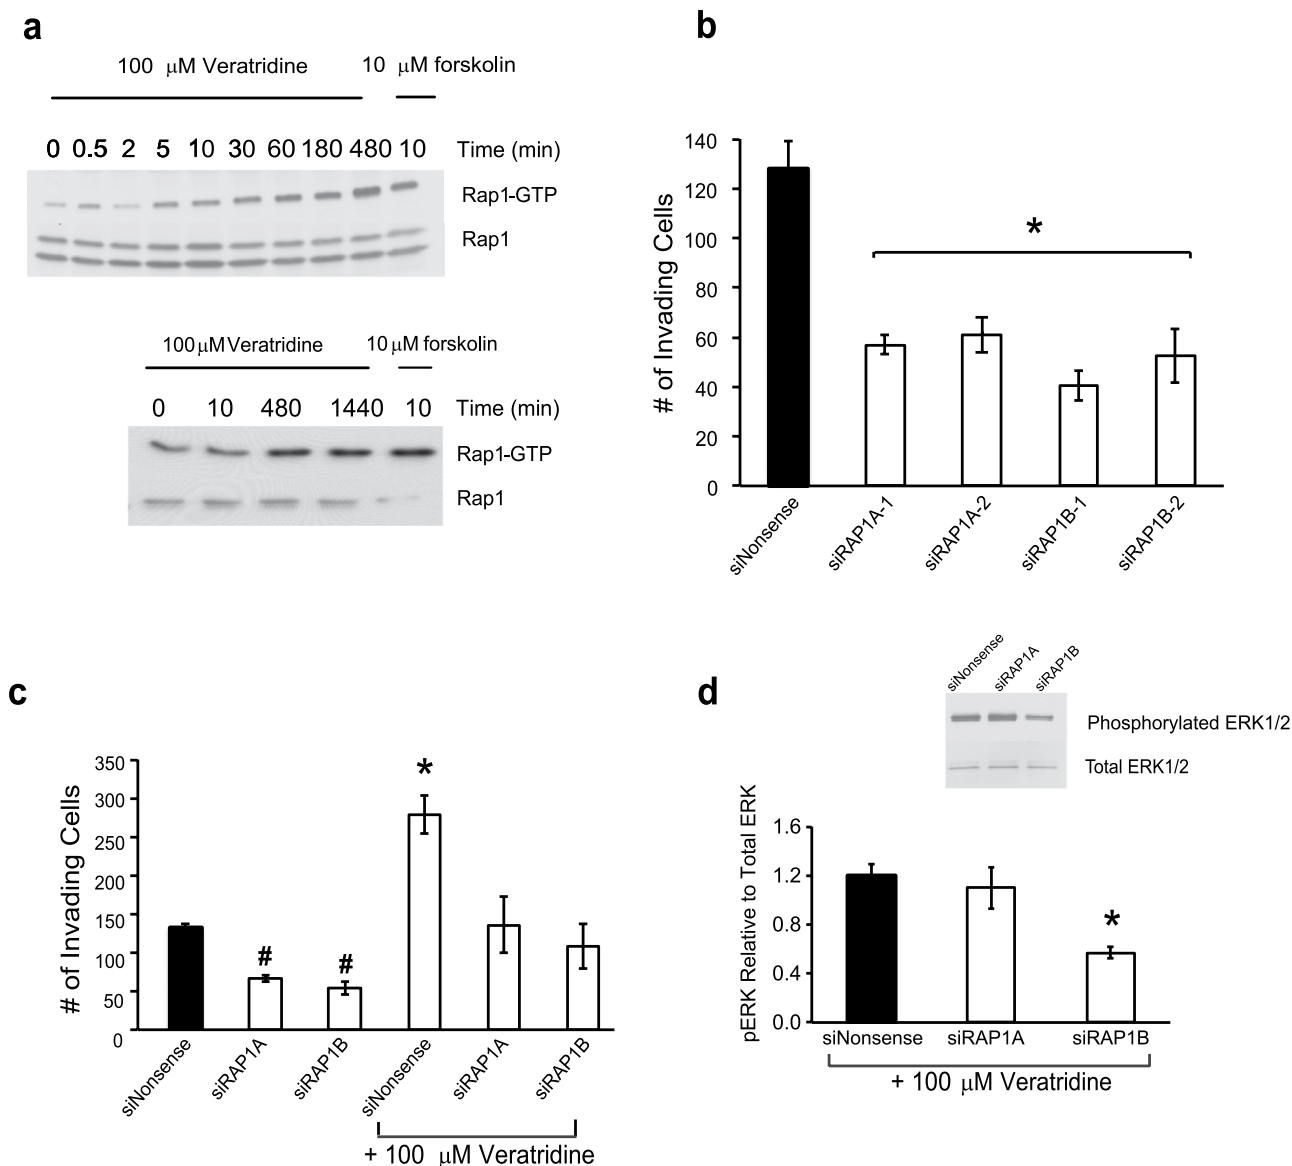 a
100 μM Veratridine 10 μM forskolin
0 0.5 2 5 10 30 60 180 480 10 Time (min)
Rap1-GTP
Rap1
100 μM Veratridine 10 μM forskolin
0 10 480 1440 10 Time (min)
Rap1-GTP
Rap1
b
# of Invading Cells
140
120
100
80
60
40
20
0
*
siNonsense siRAP1A-1 siRAP1A-2 siRAP1B-1 siRAP1B-2
c
# of Invading Cells
350
300
250
200
150
100
50
0
# # *
siNonsense siRAP1A siRAP1B siNonsense siRAP1A siRAP1B
+ 100 μM Veratridine
d
siNonsense siRAP1A siRAP1B
Phosphorylated ERK1/2
Total ERK1/2
pERK Relative to Total ERK
1.6
1.2
0.8
0.4
0.0
*
siNonsense siRAP1A siRAP1B
+ 100 μM Veratridine